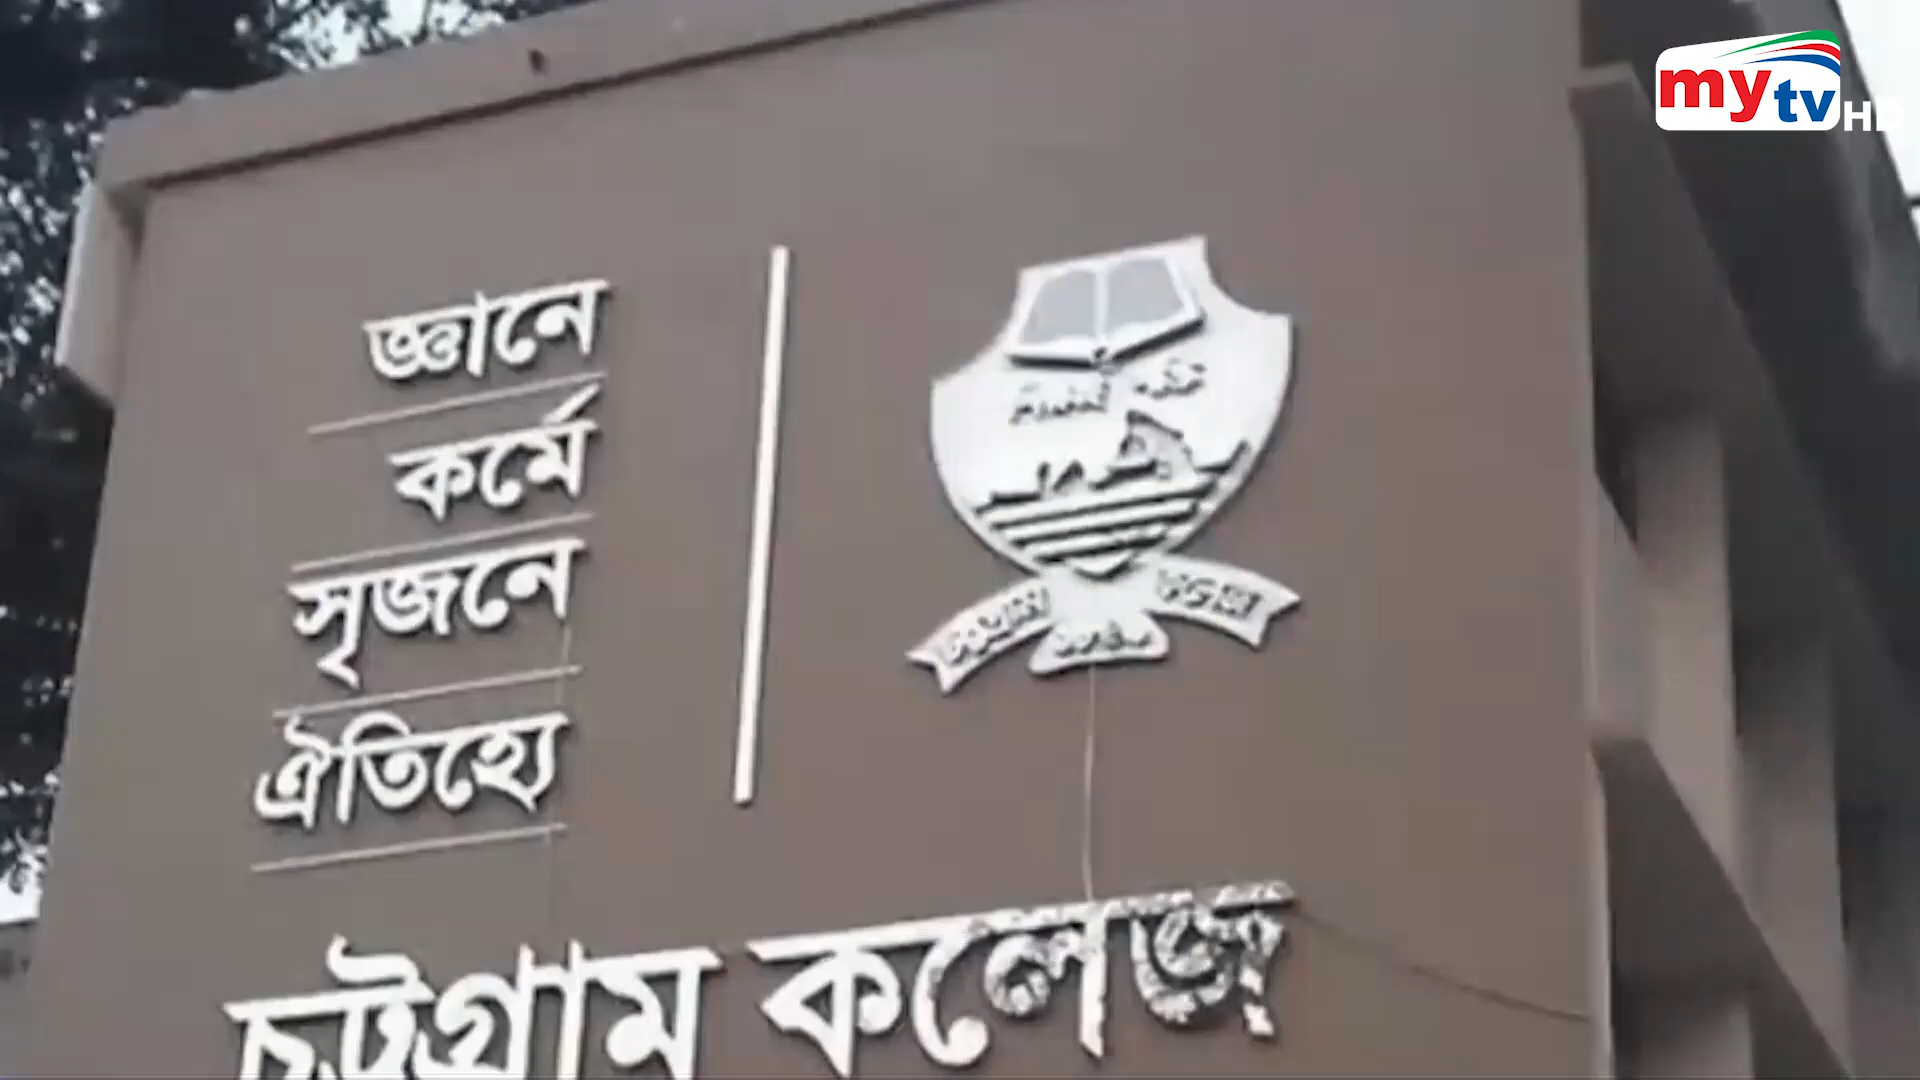 mytv HD
জ্ঞানে
কর্মে
সৃজনে
ঐতিহ্যে
চট্টগ্রাম কলেজ